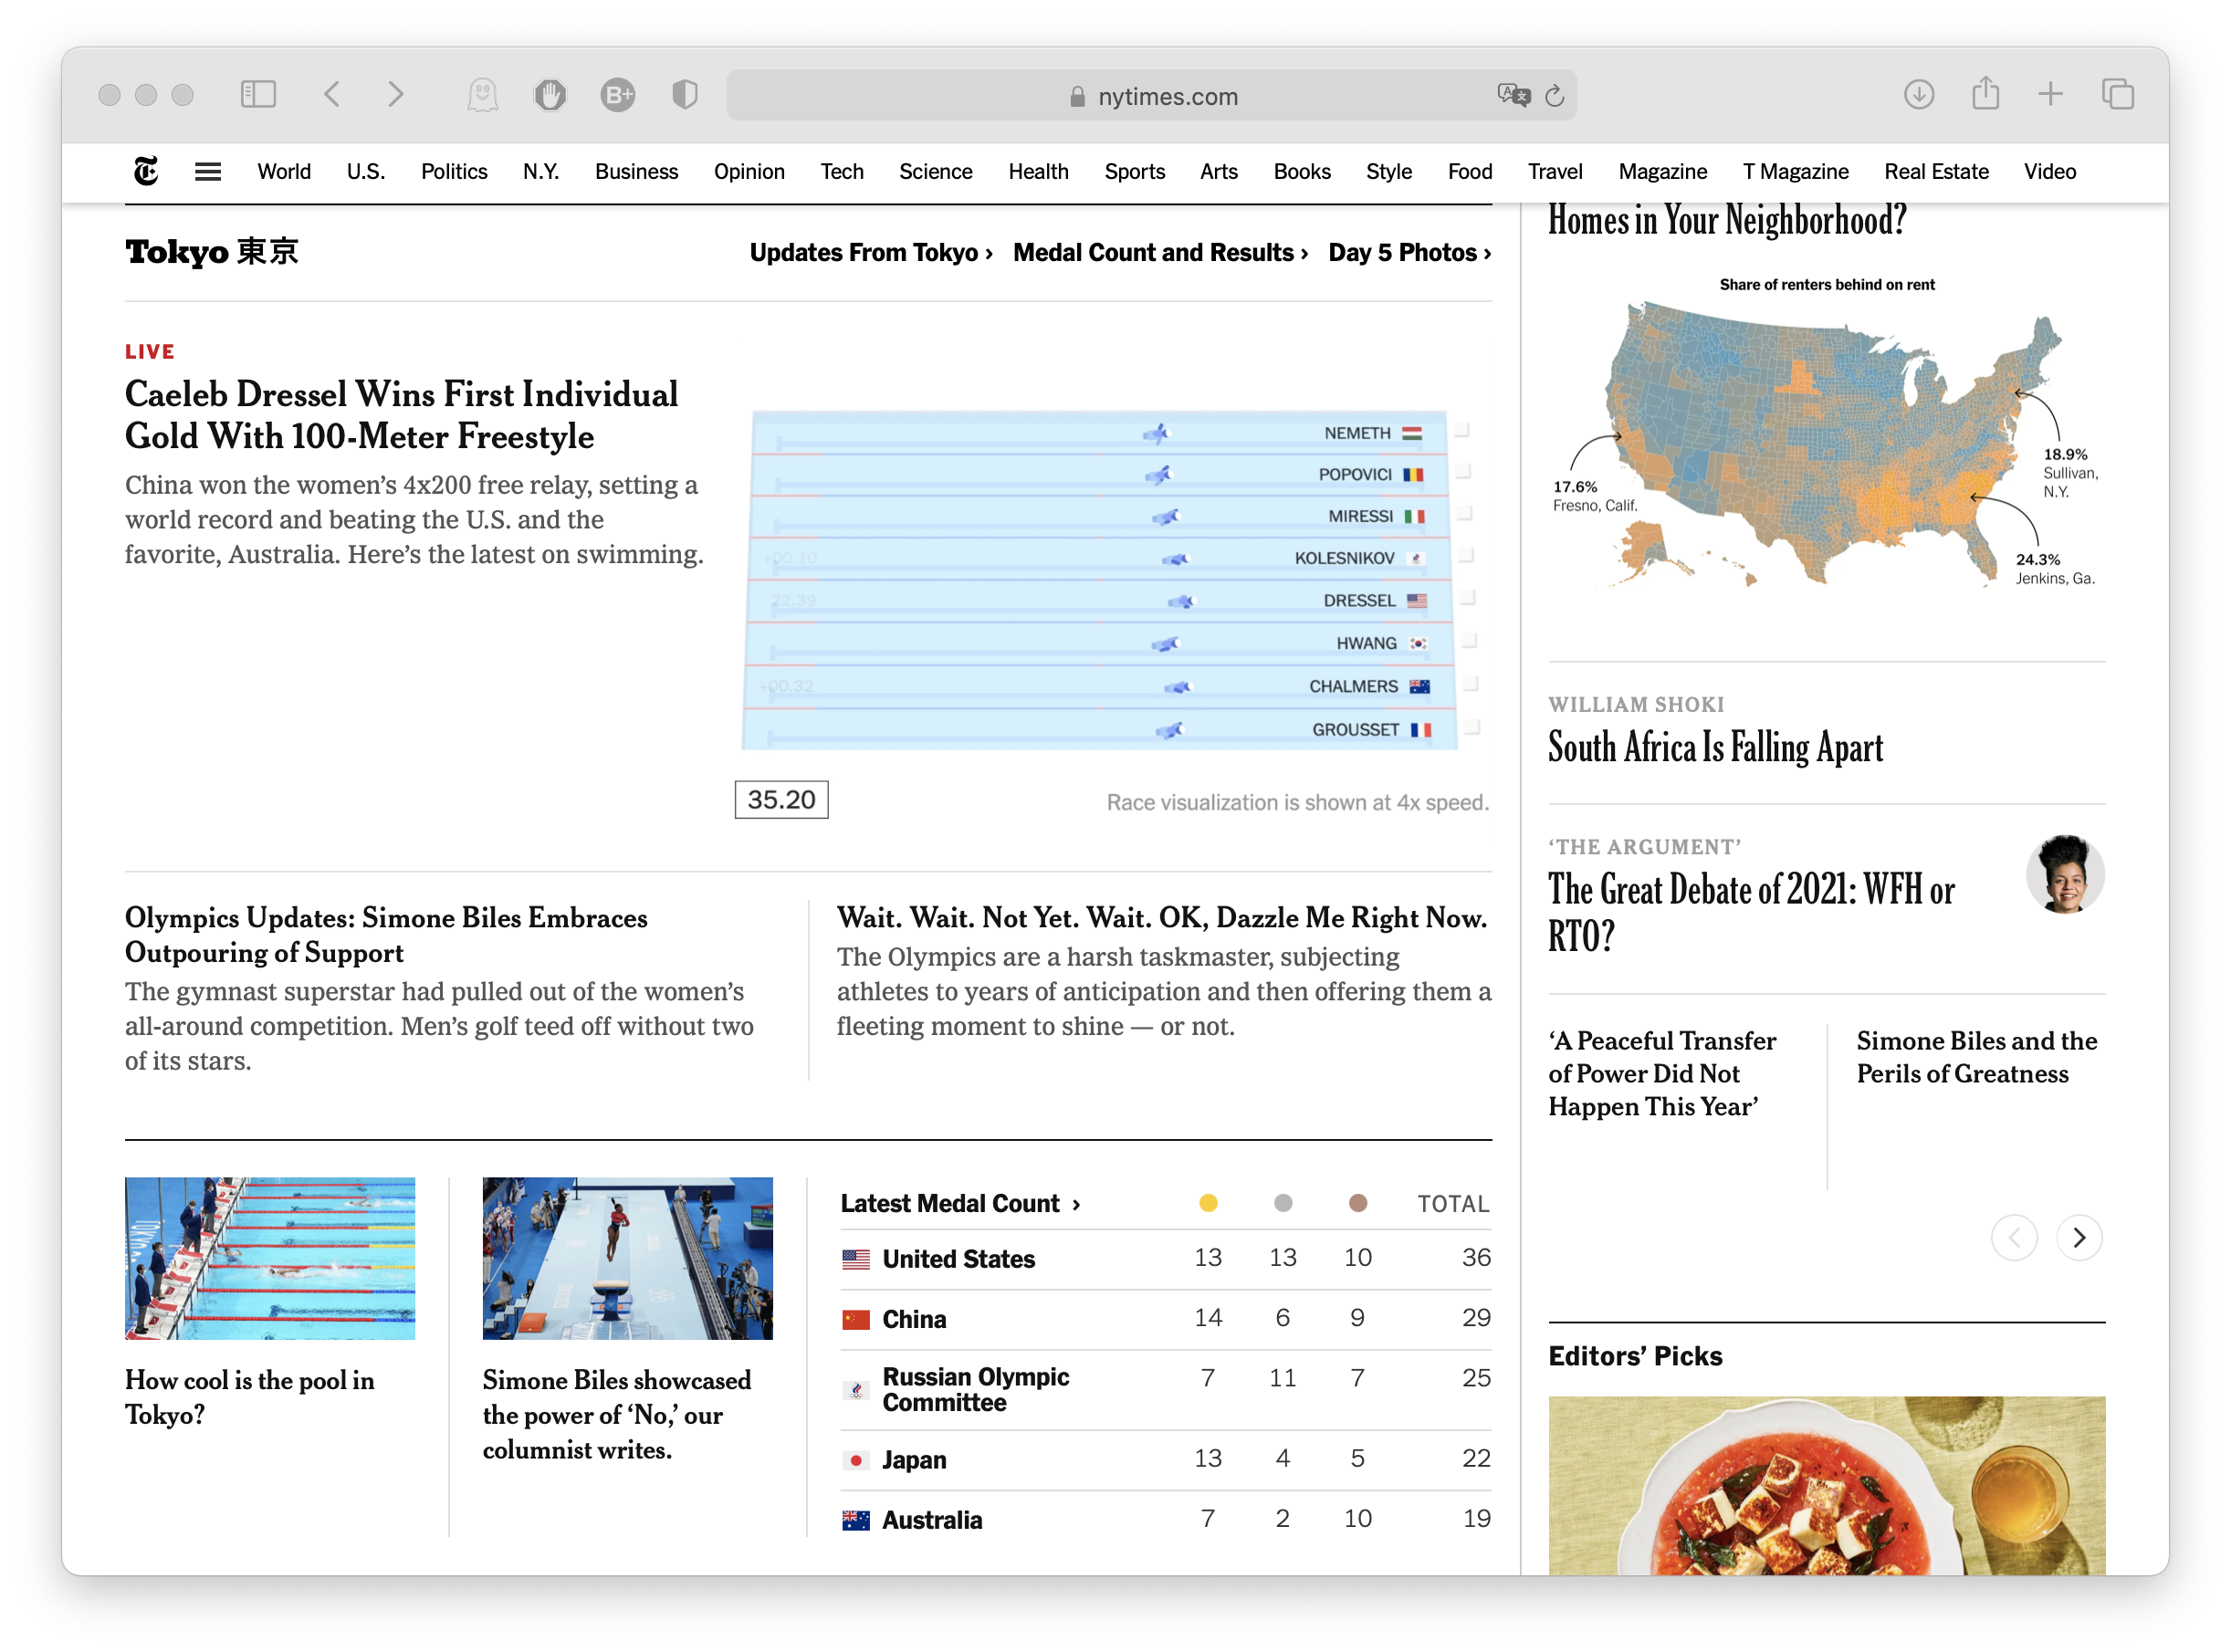 B+
nytimes.com
World U.S. Politics N.Y. Business Opinion Tech Science Health Sports Arts Books Style Food Travel Magazine T Magazine Real Estate Video
Tokyo 東京
Updates From Tokyo › Medal Count and Results › Day 5 Photos ›
LIVE
Caeleb Dressel Wins First Individual
Gold With 100-Meter Freestyle
China won the women’s 4x200 free relay, setting a
world record and beating the U.S. and the
favorite, Australia. Here’s the latest on swimming.
NEMETH
POPOVICI
MIRESSI
+00.10 KOLESNIKOV
22.39 DRESSEL
HWANG
+00.32 CHALMERS
GROUSSET
35.20
Race visualization is shown at 4x speed.
Olympics Updates: Simone Biles Embraces
Outpouring of Support
The gymnast superstar had pulled out of the women’s
all-around competition. Men’s golf teed off without two
of its stars.
Wait. Wait. Not Yet. Wait. OK, Dazzle Me Right Now.
The Olympics are a harsh taskmaster, subjecting
athletes to years of anticipation and then offering them a
fleeting moment to shine — or not.
How cool is the pool in
Tokyo?
Simone Biles showcased
the power of ‘No,’ our
columnist writes.
Latest Medal Count › TOTAL
United States 13 13 10 36
China 14 6 9 29
Russian Olympic
Committee 7 11 7 25
Japan 13 4 5 22
Australia 7 2 10 19
Homes in Your Neighborhood?
Share of renters behind on rent
18.9%
Sullivan,
N.Y.
17.6%
Fresno, Calif.
24.3%
Jenkins, Ga.
WILLIAM SHOKI
South Africa Is Falling Apart
‘THE ARGUMENT’
The Great Debate of 2021: WFH or
RTO?
‘A Peaceful Transfer
of Power Did Not
Happen This Year’
Simone Biles and the
Perils of Greatness
Editors’ Picks